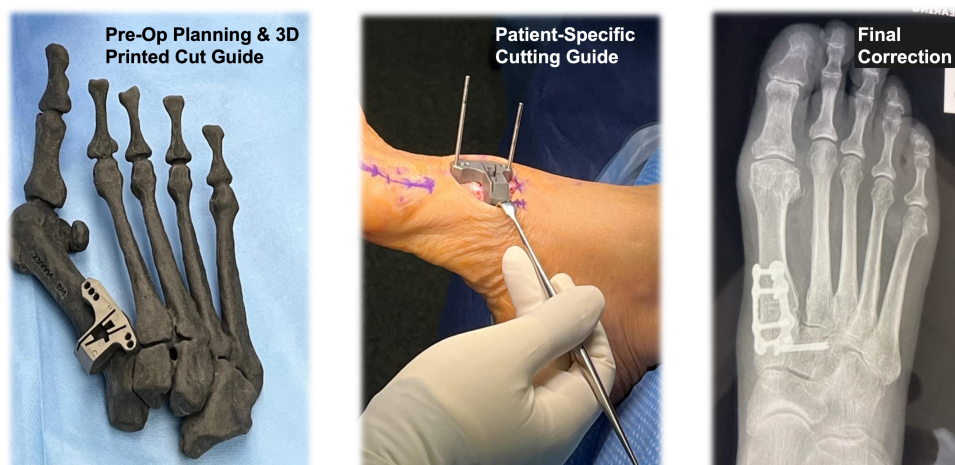 Pre-Op Planning & 3D
Printed Cut Guide
Patient-Specific
Cutting Guide
Final
Correction